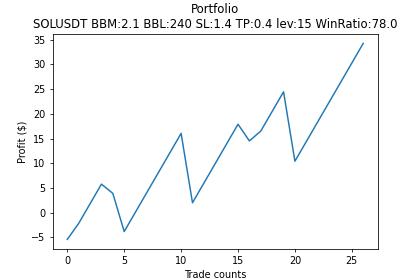 Portfolio
SOLUSDT BBM:2.1 BBL:240 SL:1.4 TP:0.4 lev:15 WinRatio:78.0
35
30
25
20
15
10
5
0
−5
Profit ($)
0 5 10 15 20 25
Trade counts